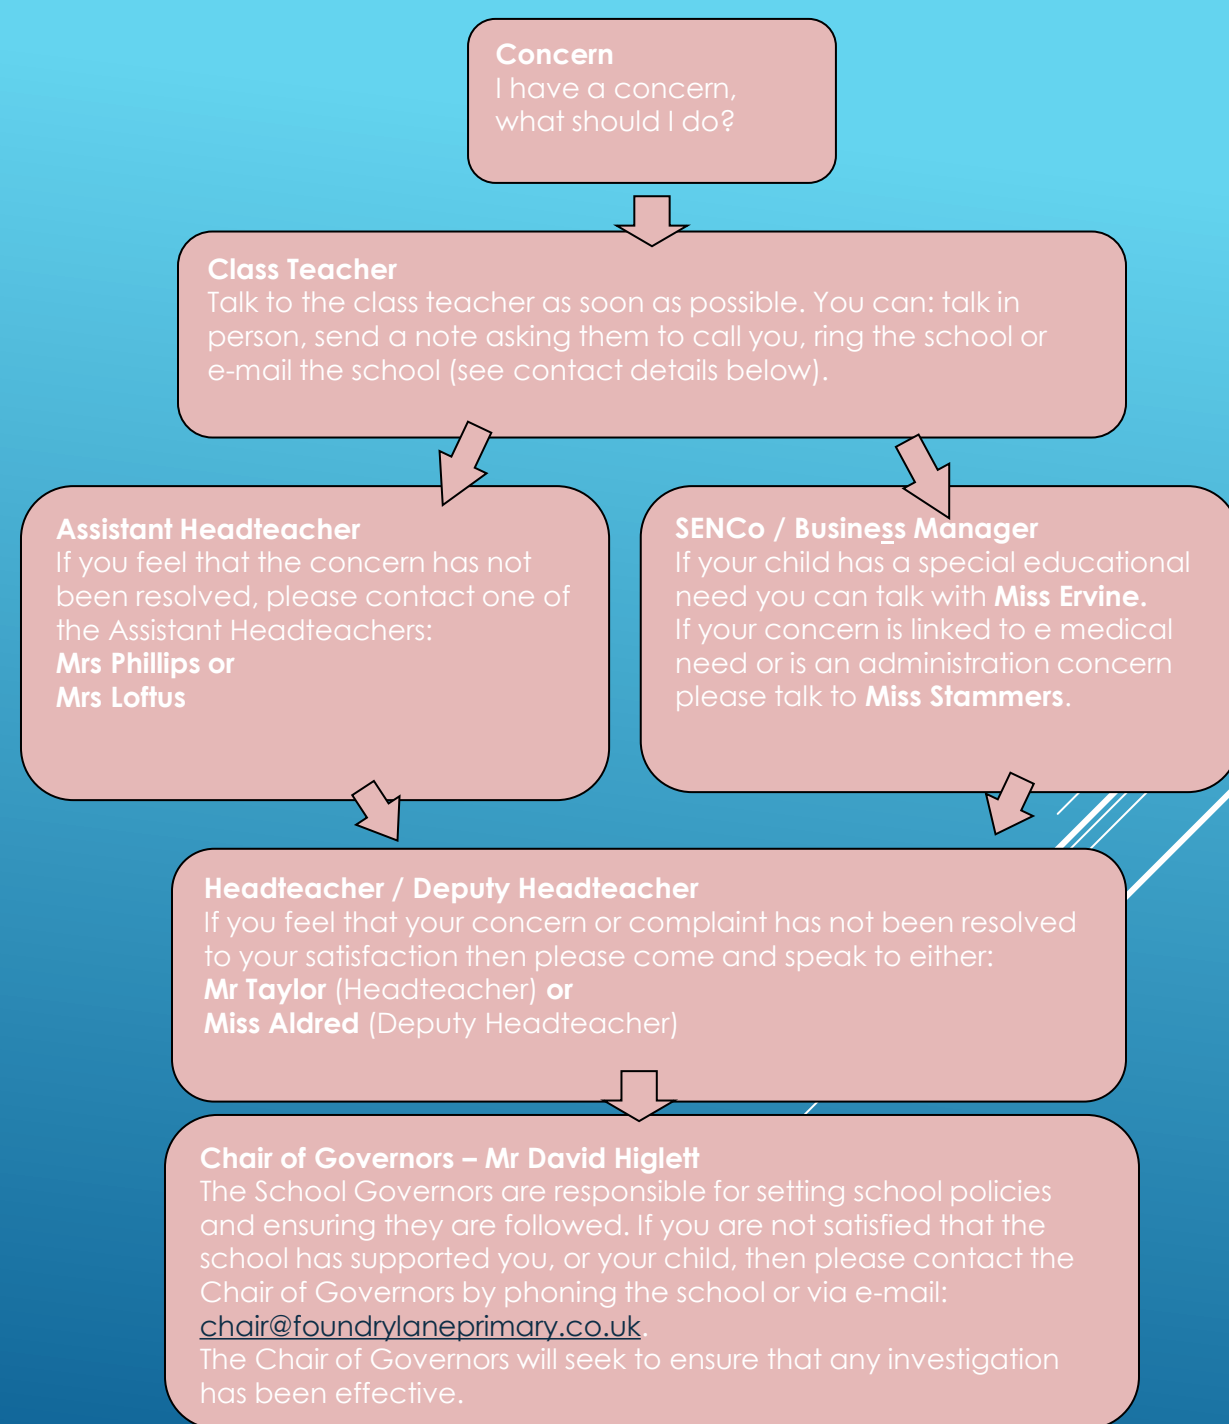 Concern
I have a concern,
what should I do?
Class Teacher
Talk to the class teacher as soon as possible. You can: talk in
person, send a note asking them to call you, ring the school or
e-mail the school (see contact details below).
Assistant Headteacher
If you feel that the concern has not
been resolved, please contact one of
the Assistant Headteachers:
Mrs Phillips or
Mrs Loftus
SENCo / Business Manager
If your child has a special educational
need you can talk with Miss Ervine.
If your concern is linked to e medical
need or is an administration concern
please talk to Miss Stammers.
Headteacher / Deputy Headteacher
If you feel that your concern or complaint has not been resolved
to your satisfaction then please come and speak to either:
Mr Taylor (Headteacher) or
Miss Aldred (Deputy Headteacher)
Chair of Governors – Mr David Higlett
The School Governors are responsible for setting school policies
and ensuring they are followed. If you are not satisfied that the
school has supported you, or your child, then please contact the
Chair of Governors by phoning the school or via e-mail:
chair@foundrylaneprimary.co.uk.
The Chair of Governors will seek to ensure that any investigation
has been effective.